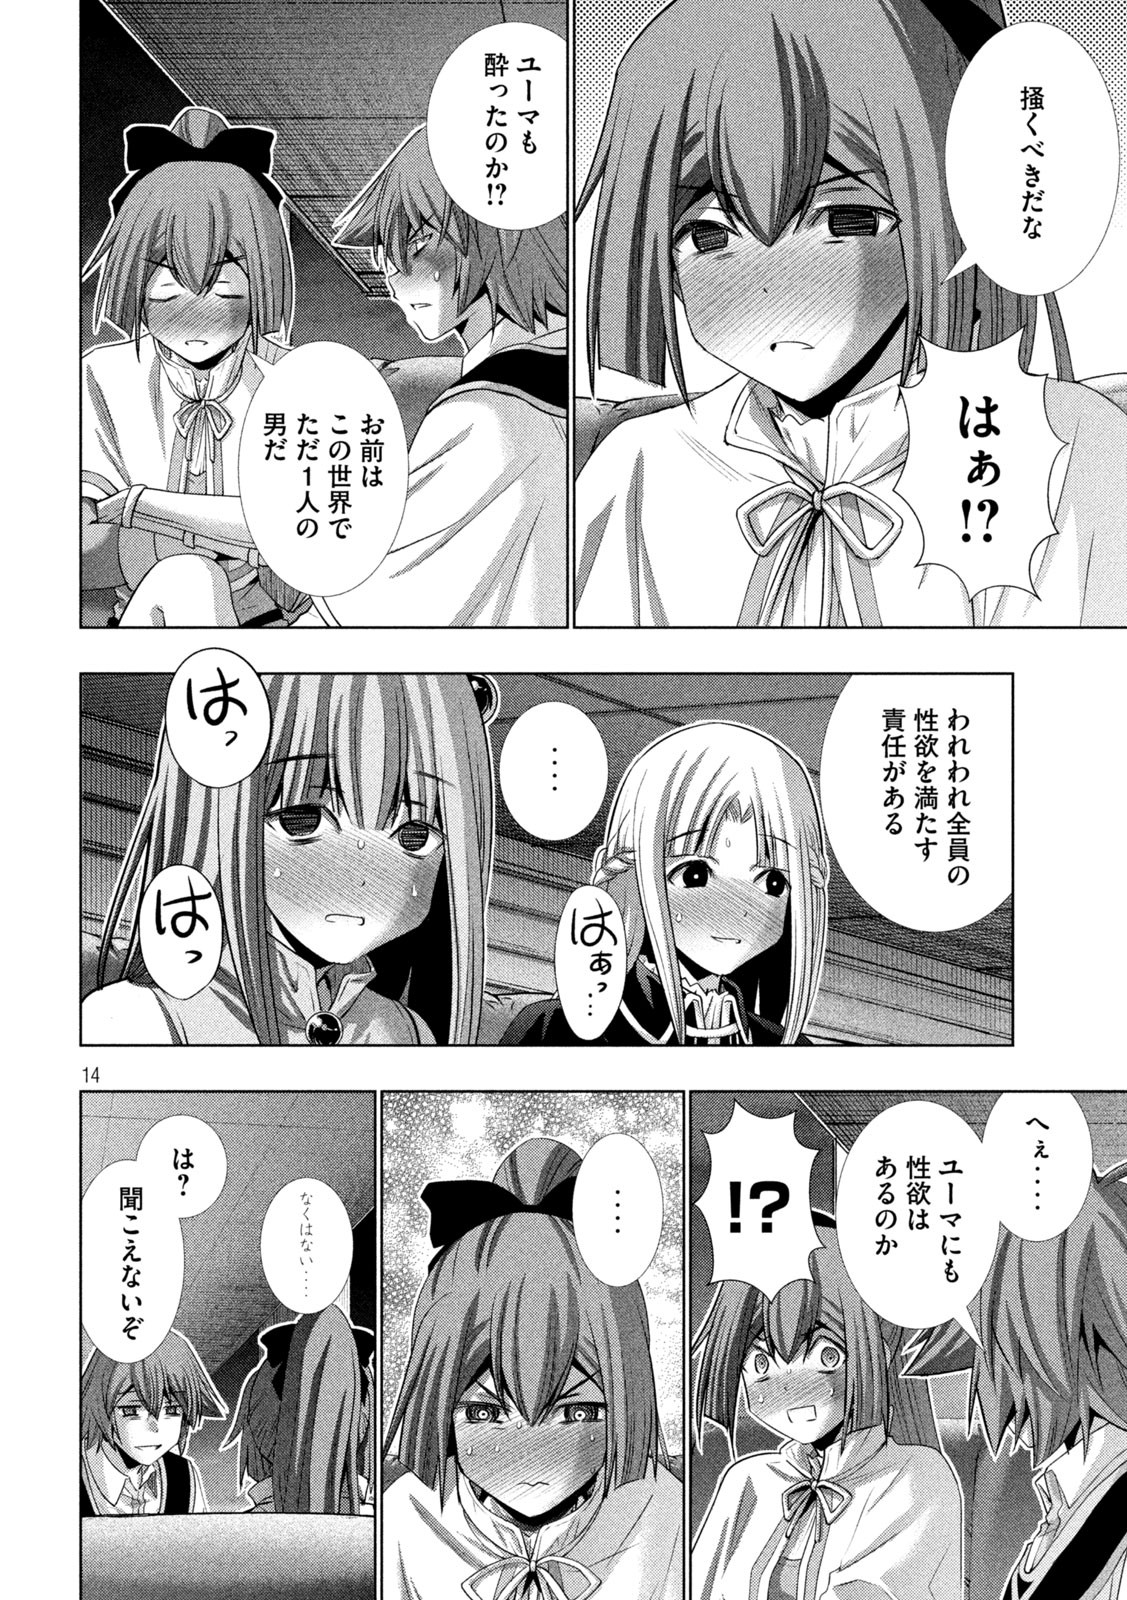 掻くべきだな
はぁ!?
ユーマも
酔ったのか!?
お前は
この世界で
ただ1人の
男だ
われわれ全員の
性欲を満たす
責任がある
‥‥
はぁっ‥‥
はっ
はっ
へぇ‥‥‥
ユーマにも
性欲は
あるのか
!?
‥‥
なくはない‥‥
は?
聞こえないぞ
14